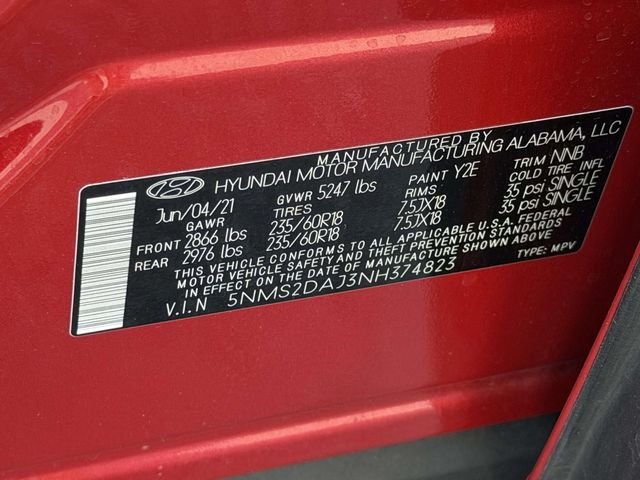 MANUFACTURED BY
HYUNDAI MOTOR MANUFACTURING ALABAMA, LLC
Jun/04/21 GVWR 5247 lbs PAINT Y2E TRIM NNB
GAWR TIRES RIMS COLD TIRE INFL
FRONT 2866 lbs 235/60R18 7.5JX18 35 psi SINGLE
REAR 2976 lbs 235/60R18 7.5JX18 35 psi SINGLE
THIS VEHICLE CONFORMS TO ALL APPLICABLE U.S.A. FEDERAL
MOTOR VEHICLE SAFETY AND THEFT PREVENTION STANDARDS
IN EFFECT ON THE DATE OF MANUFACTURE SHOWN ABOVE
V.I.N 5NMS2DAJ3NH374823 TYPE: MPV